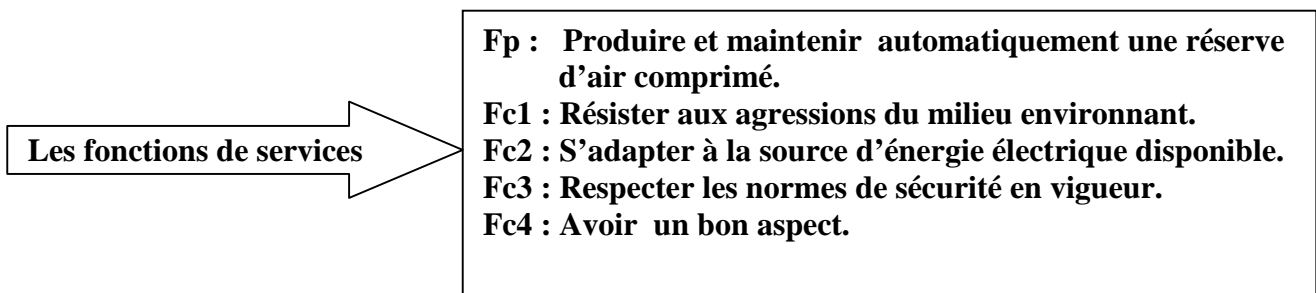 Les fonctions de services
Fp : Produire et maintenir automatiquement une réserve
d’air comprimé.
Fc1 : Résister aux agressions du milieu environnant.
Fc2 : S’adapter à la source d’énergie électrique disponible.
Fc3 : Respecter les normes de sécurité en vigueur.
Fc4 : Avoir un bon aspect.